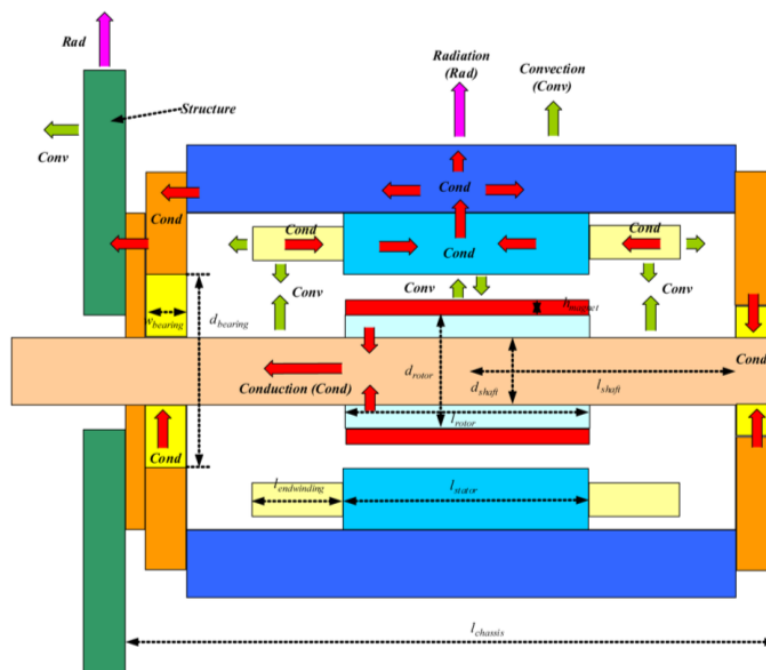 Rad
Radiation
(Rad)
Convection
(Conv)
Structure
Conv
Cond
Cond
Cond
Cond
Cond
Conv
Conv
Conv
h_magnet
w_bearing
d_bearing
d_rotor
d_shaft
l_shaft
Cond
Conduction (Cond)
l_rotor
Cond
l_endwinding
l_stator
l_chassis